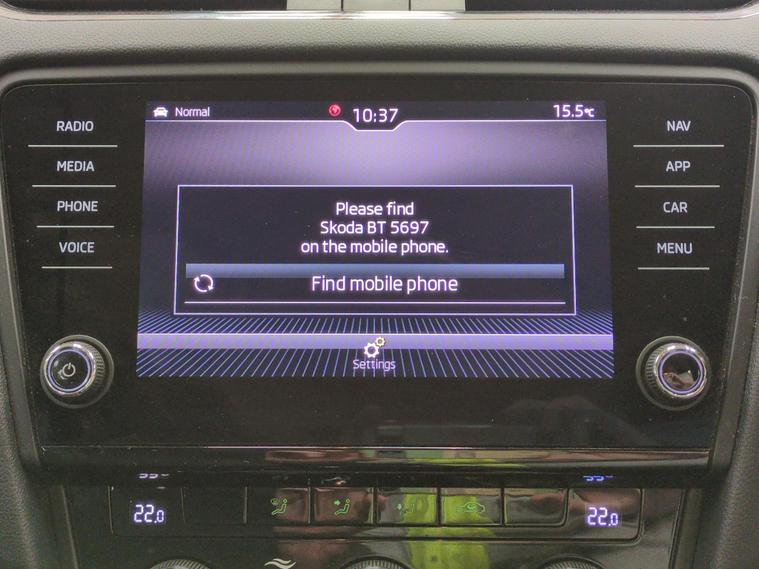 Normal
10:37
15.5°C
RADIO
MEDIA
PHONE
VOICE
NAV
APP
CAR
MENU
Please find
Skoda BT 5697
on the mobile phone.
Find mobile phone
Settings
22.0
22.0